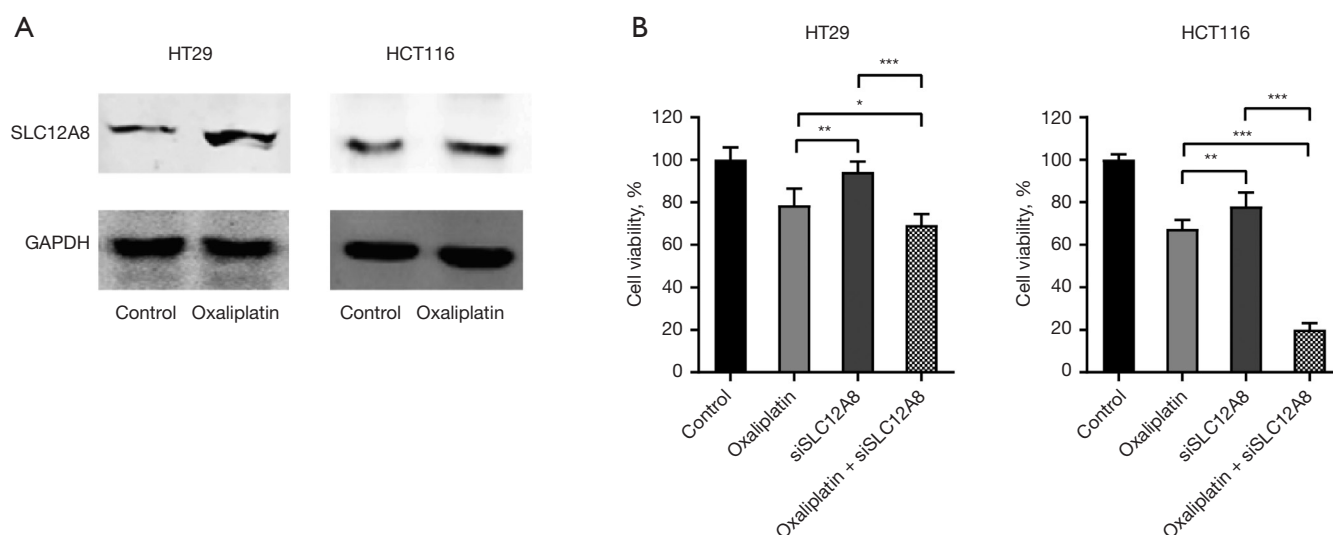 A
HT29
HCT116
SLC12A8
GAPDH
Control
Oxaliplatin
Control
Oxaliplatin
B
HT29
Cell viability, %
120
100
80
60
40
20
0
***
*
**
Control
Oxaliplatin
siSLC12A8
Oxaliplatin + siSLC12A8
HCT116
Cell viability, %
120
100
80
60
40
20
0
***
***
**
Control
Oxaliplatin
siSLC12A8
Oxaliplatin + siSLC12A8